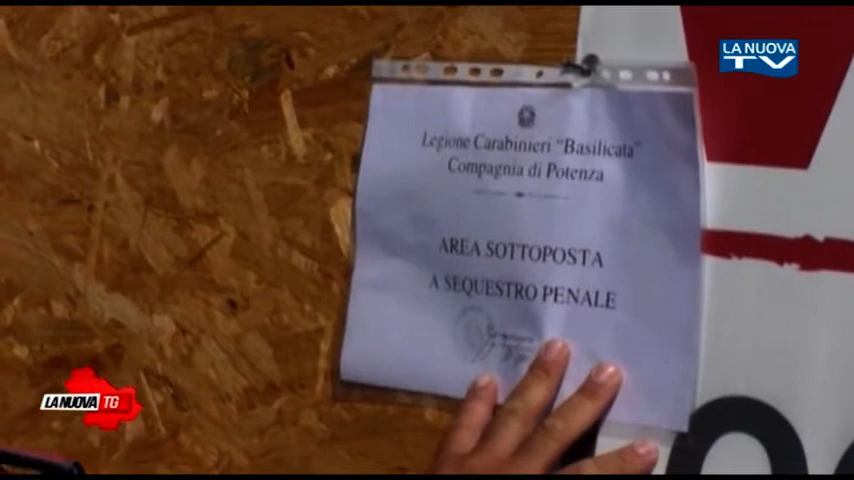 LA NUOVA
TV
Legione Carabinieri "Basilicata"
Compagnia di Potenza
AREA SOTTOPOSTA
A SEQUESTRO PENALE
LA NUOVA TG